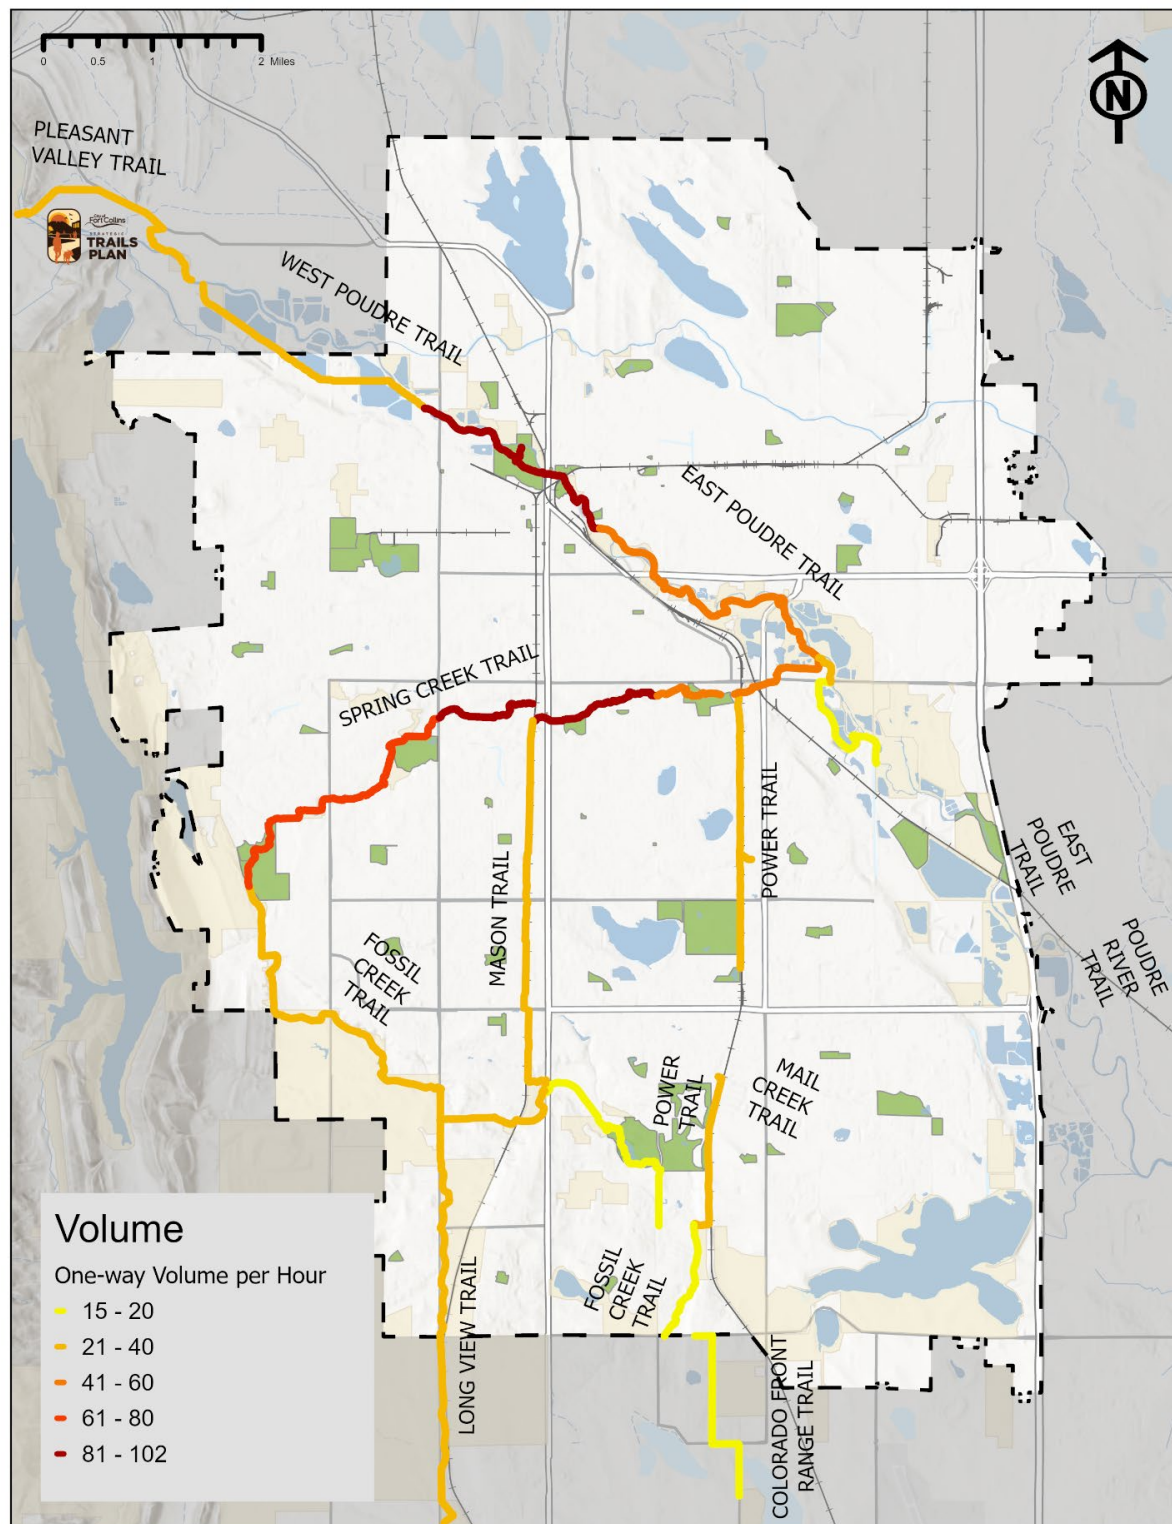 0 0.5 1 2 Miles
N
PLEASANT
VALLEY TRAIL
City of
Fort Collins
STRATEGIC
TRAILS
PLAN
WEST POUDRE TRAIL
EAST POUDRE TRAIL
SPRING CREEK TRAIL
POWER TRAIL
MASON TRAIL
EAST
POUDRE
TRAIL
FOSSIL
CREEK
TRAIL
POUDRE
RIVER
TRAIL
POWER
TRAIL
MAIL
CREEK
TRAIL
FOSSIL
CREEK
TRAIL
LONG VIEW TRAIL
COLORADO FRONT
RANGE TRAIL
Volume
One-way Volume per Hour
15 - 20
21 - 40
41 - 60
61 - 80
81 - 102